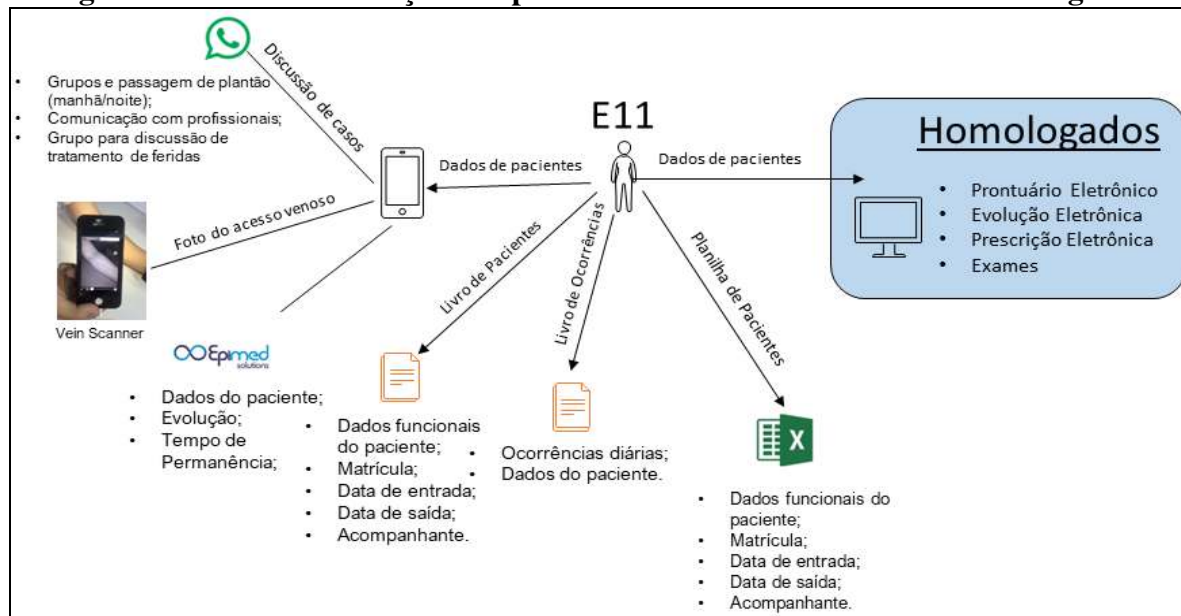 Discussão de casos
• Grupos e passagem de plantão
(manhã/noite);
• Comunicação com profissionais;
• Grupo para discussão de
tratamento de feridas
E11
Dados de pacientes
Dados de pacientes
Homologados
• Prontuário Eletrônico
• Evolução Eletrônica
• Prescrição Eletrônica
• Exames
Foto do acesso venoso
Vein Scanner
Livro de Pacientes
Livro de Ocorrências
Planilha de Pacientes
Epimed
solutions
• Dados do paciente;
• Evolução;
• Tempo de
Permanência;
• Dados funcionais
do paciente;
• Matrícula;
• Data de entrada;
• Data de saída;
• Acompanhante.
• Ocorrências diárias;
• Dados do paciente.
X
• Dados funcionais do
paciente;
• Matrícula;
• Data de entrada;
• Data de saída;
• Acompanhante.